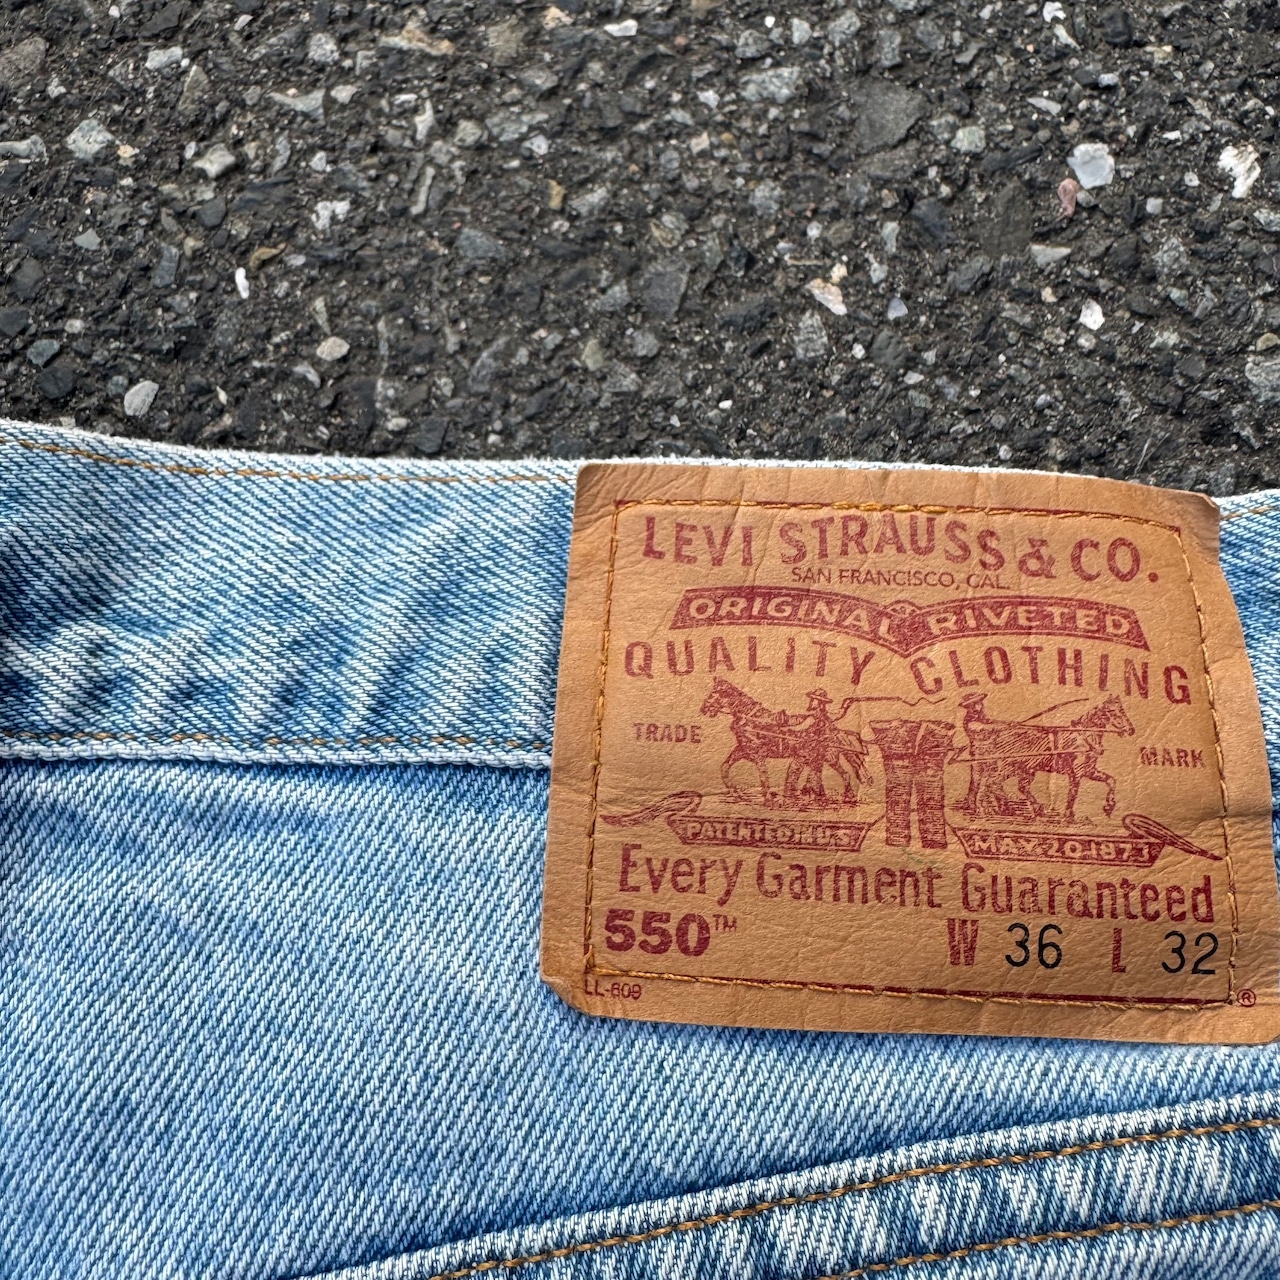 LEVI STRAUSS & CO.
SAN FRANCISCO, CAL.
ORIGINAL RIVETED
QUALITY CLOTHING
TRADE MARK
PATENTED IN U.S. MAY 20 1873
Every Garment Guaranteed
550™ W 36 L 32
LL-609 ®